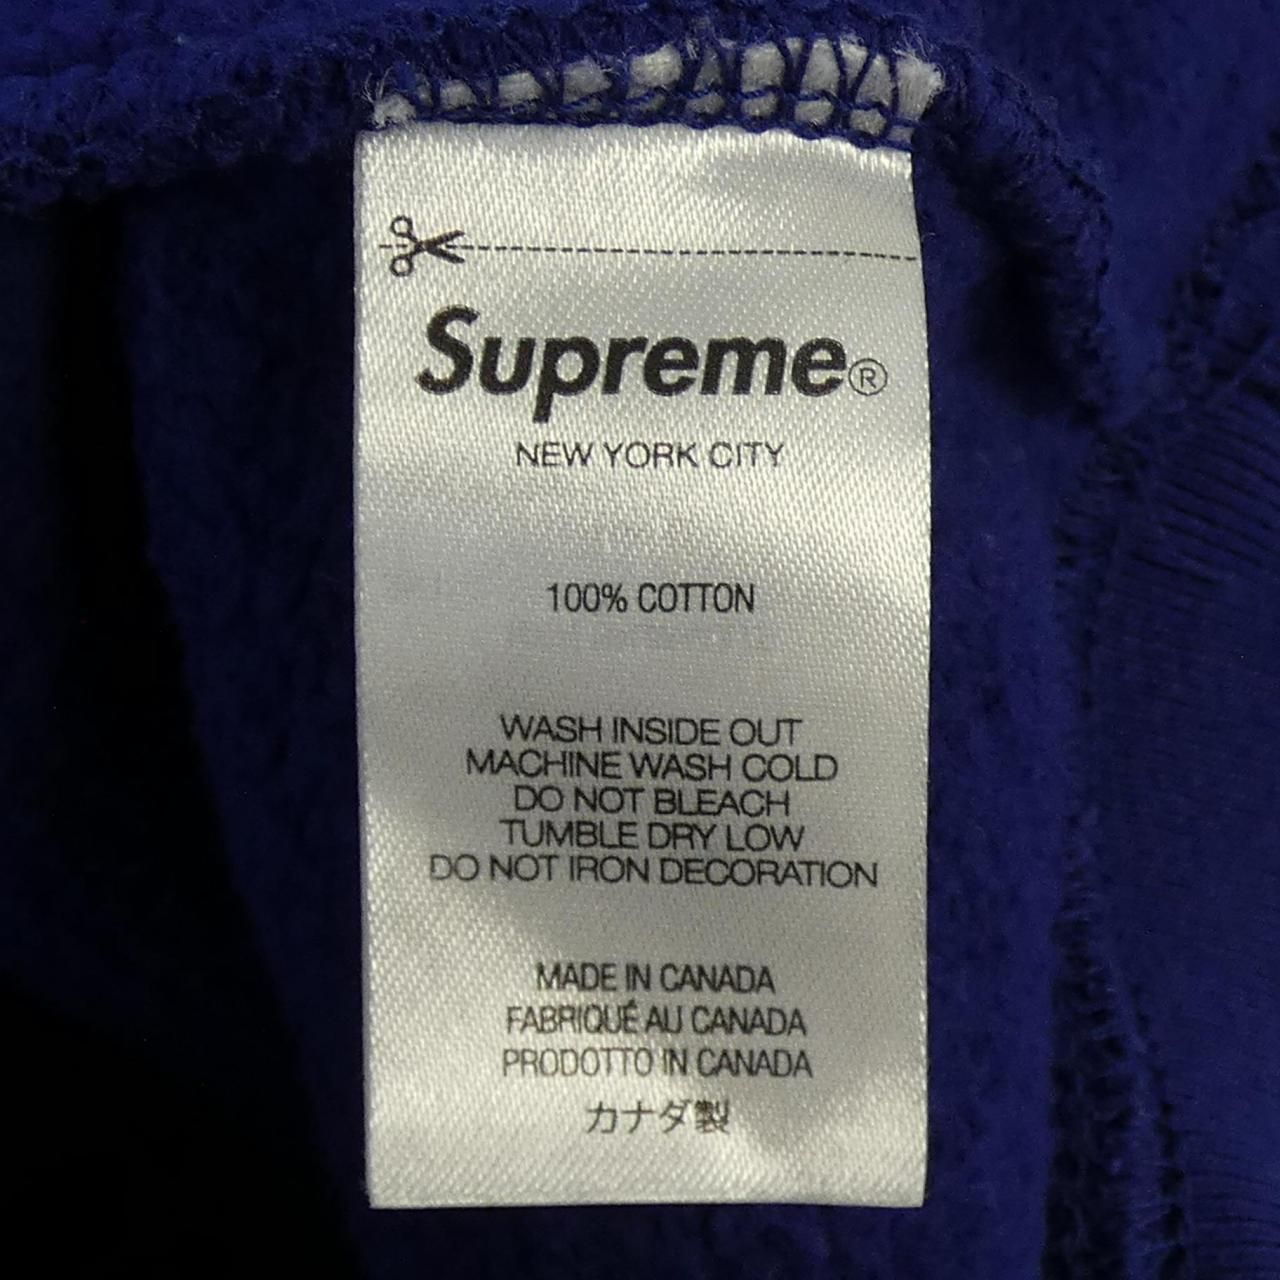 Supreme®
NEW YORK CITY
100% COTTON
WASH INSIDE OUT
MACHINE WASH COLD
DO NOT BLEACH
TUMBLE DRY LOW
DO NOT IRON DECORATION
MADE IN CANADA
FABRIQUÉ AU CANADA
PRODOTTO IN CANADA
カナダ製